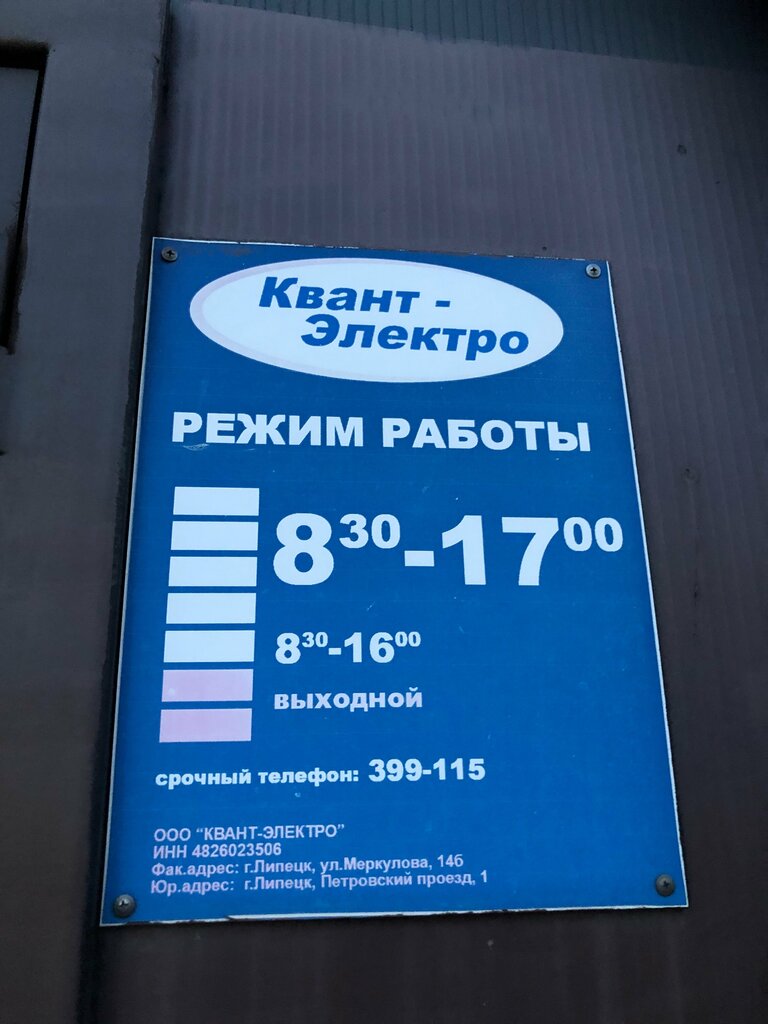 Квант -
Электро
РЕЖИМ РАБОТЫ
8³⁰-17⁰⁰
8³⁰-16⁰⁰
выходной
срочный телефон: 399-115
ООО “КВАНТ-ЭЛЕКТРО”
ИНН 4826023506
Фак.адрес: г.Липецк, ул.Меркулова, 14б
Юр.адрес: г.Липецк, Петровский проезд, 1